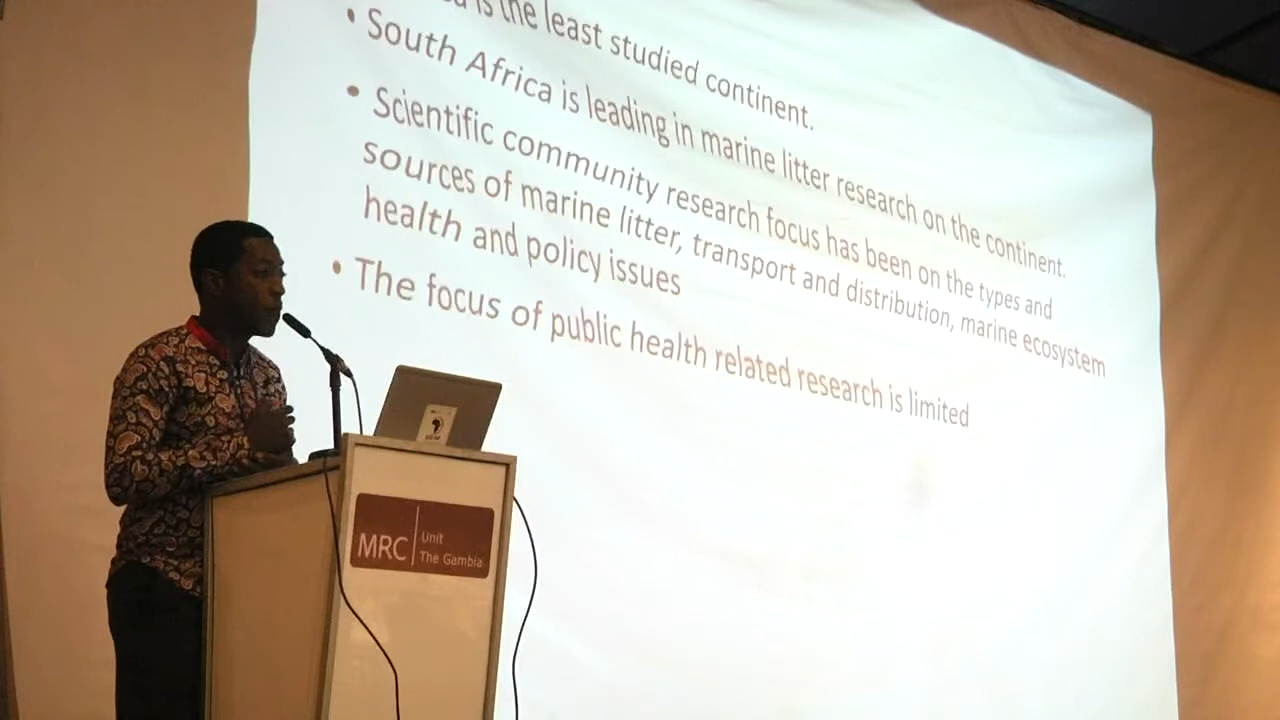 is the least studied continent.
• South Africa is leading in marine litter research on the continent.
• Scientific community research focus has been on the types and
sources of marine litter, transport and distribution, marine ecosystem
health and policy issues
• The focus of public health related research is limited
MRC
Unit
The Gambia